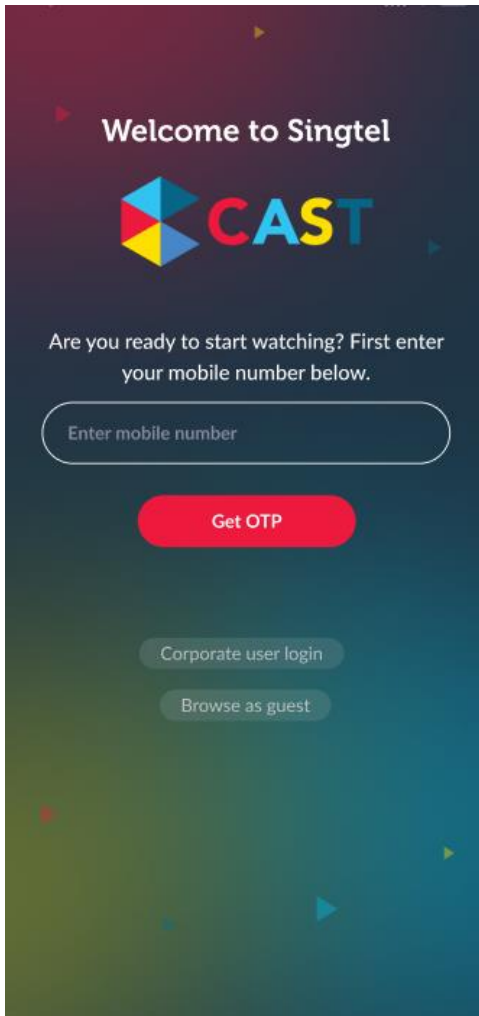 Welcome to Singtel
CAST
Are you ready to start watching? First enter
your mobile number below.
Enter mobile number
Get OTP
Corporate user login
Browse as guest